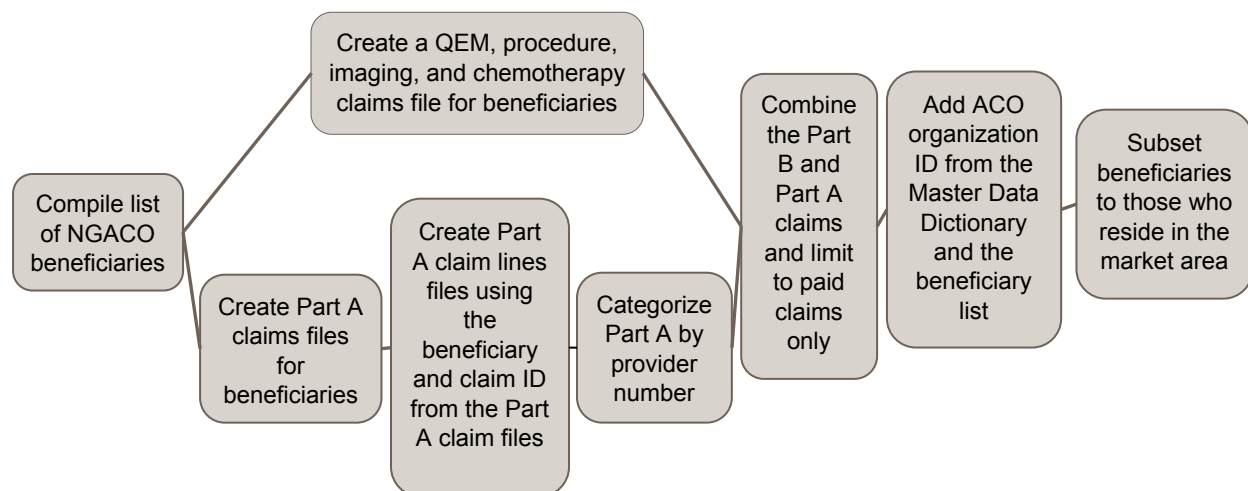 Create a QEM, procedure,
imaging, and chemotherapy
claims file for beneficiaries
Compile list
of NGACO
beneficiaries
Create Part A
claims files
for
beneficiaries
Create Part
A claim lines
files using
the
beneficiary
and claim ID
from the Part
A claim files
Categorize
Part A by
provider
number
Combine
the Part
B and
Part A
claims
and limit
to paid
claims
only
Add ACO
organization
ID from the
Master Data
Dictionary
and the
beneficiary
list
Subset
beneficiaries
to those who
reside in the
market area